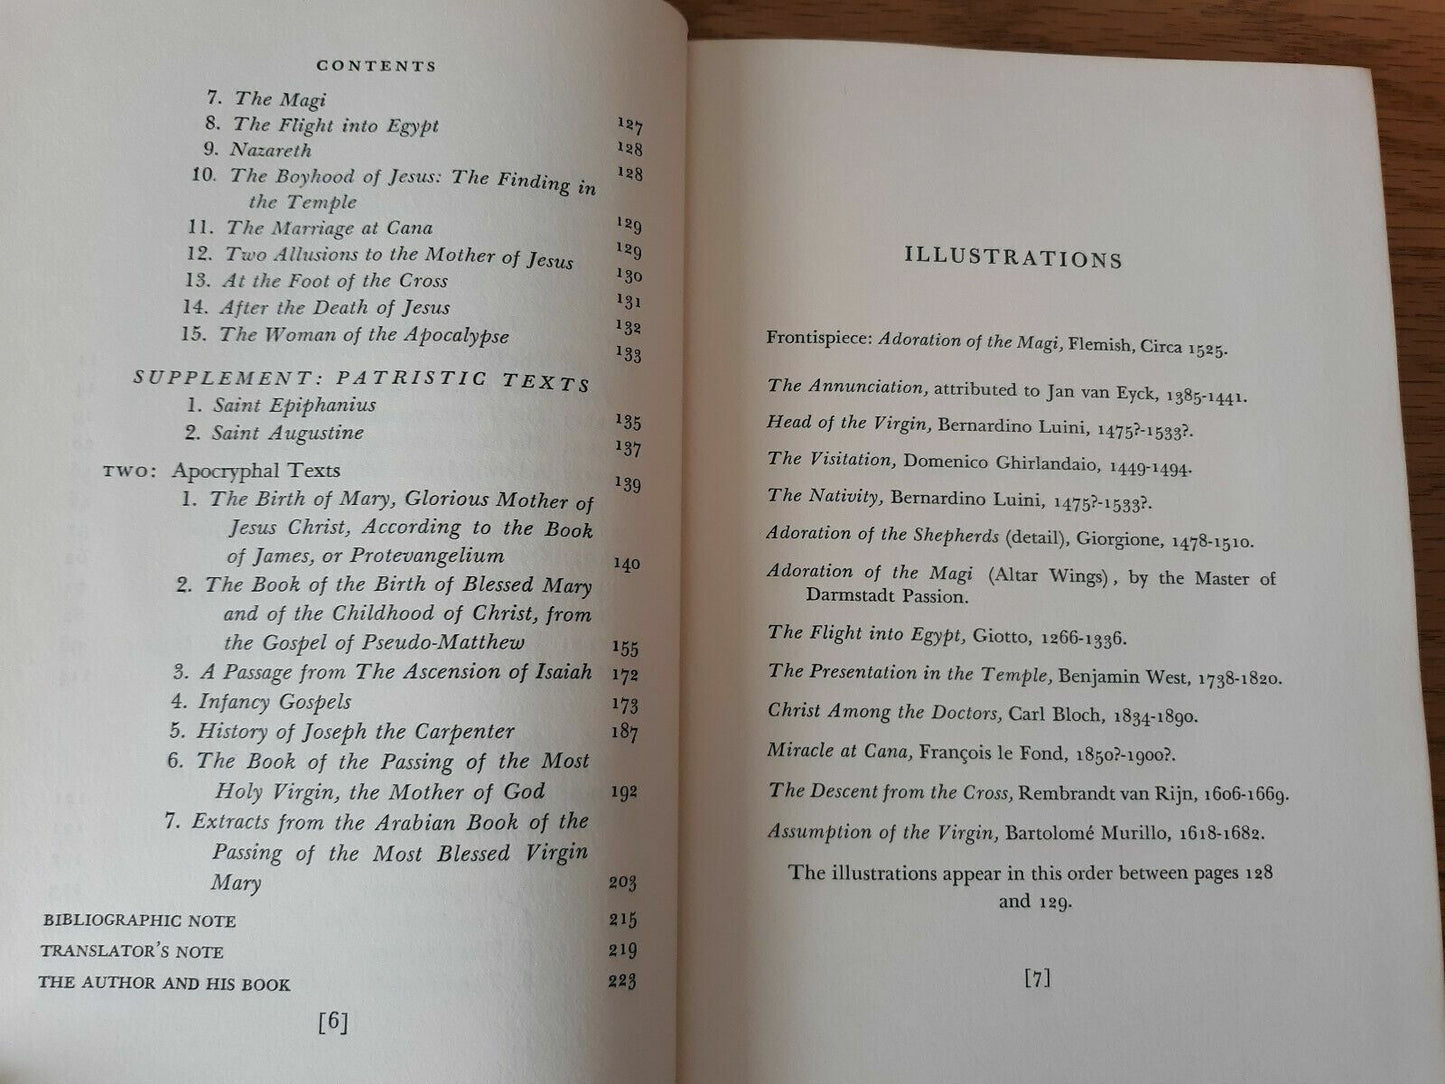 CONTENTS
7. The Magi 127
8. The Flight into Egypt 128
9. Nazareth 128
10. The Boyhood of Jesus: The Finding in
the Temple 129
11. The Marriage at Cana 129
12. Two Allusions to the Mother of Jesus 130
13. At the Foot of the Cross 131
14. After the Death of Jesus 132
15. The Woman of the Apocalypse 133
SUPPLEMENT: PATRISTIC TEXTS
1. Saint Epiphanius 135
2. Saint Augustine 137
TWO: Apocryphal Texts 139
1. The Birth of Mary, Glorious Mother of
Jesus Christ, According to the Book
of James, or Protevangelium 140
2. The Book of the Birth of Blessed Mary
and of the Childhood of Christ, from
the Gospel of Pseudo-Matthew 155
3. A Passage from The Ascension of Isaiah 172
4. Infancy Gospels 173
5. History of Joseph the Carpenter 187
6. The Book of the Passing of the Most
Holy Virgin, the Mother of God 192
7. Extracts from the Arabian Book of the
Passing of the Most Blessed Virgin
Mary 203
BIBLIOGRAPHIC NOTE 215
TRANSLATOR'S NOTE 219
THE AUTHOR AND HIS BOOK 223
[6]
ILLUSTRATIONS
Frontispiece: Adoration of the Magi, Flemish, Circa 1525.
The Annunciation, attributed to Jan van Eyck, 1385-1441.
Head of the Virgin, Bernardino Luini, 1475?-1533?.
The Visitation, Domenico Ghirlandaio, 1449-1494.
The Nativity, Bernardino Luini, 1475?-1533?.
Adoration of the Shepherds (detail), Giorgione, 1478-1510.
Adoration of the Magi (Altar Wings), by the Master of
Darmstadt Passion.
The Flight into Egypt, Giotto, 1266-1336.
The Presentation in the Temple, Benjamin West, 1738-1820.
Christ Among the Doctors, Carl Bloch, 1834-1890.
Miracle at Cana, François le Fond, 1850?-1900?.
The Descent from the Cross, Rembrandt van Rijn, 1606-1669.
Assumption of the Virgin, Bartolomé Murillo, 1618-1682.
The illustrations appear in this order between pages 128
and 129.
[7]